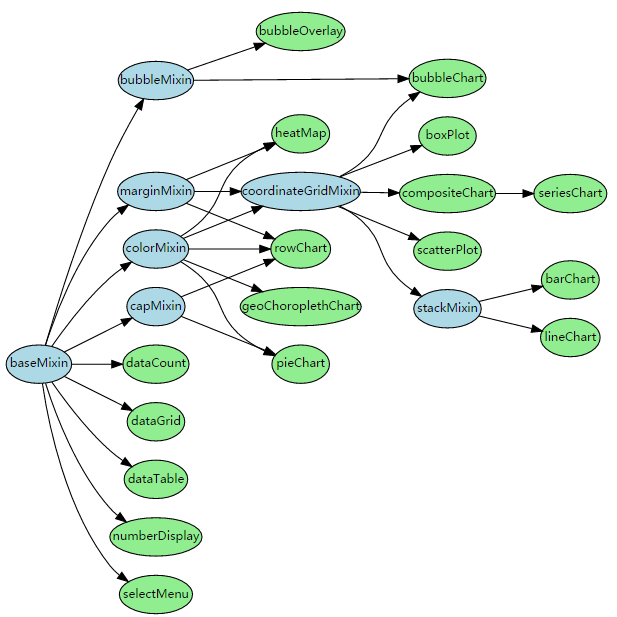 bubbleOverlay
bubbleMixin
bubbleChart
heatMap
boxPlot
marginMixin
coordinateGridMixin
compositeChart
seriesChart
colorMixin
rowChart
scatterPlot
barChart
capMixin
geoChoroplethChart
stackMixin
lineChart
baseMixin
dataCount
pieChart
dataGrid
dataTable
numberDisplay
selectMenu